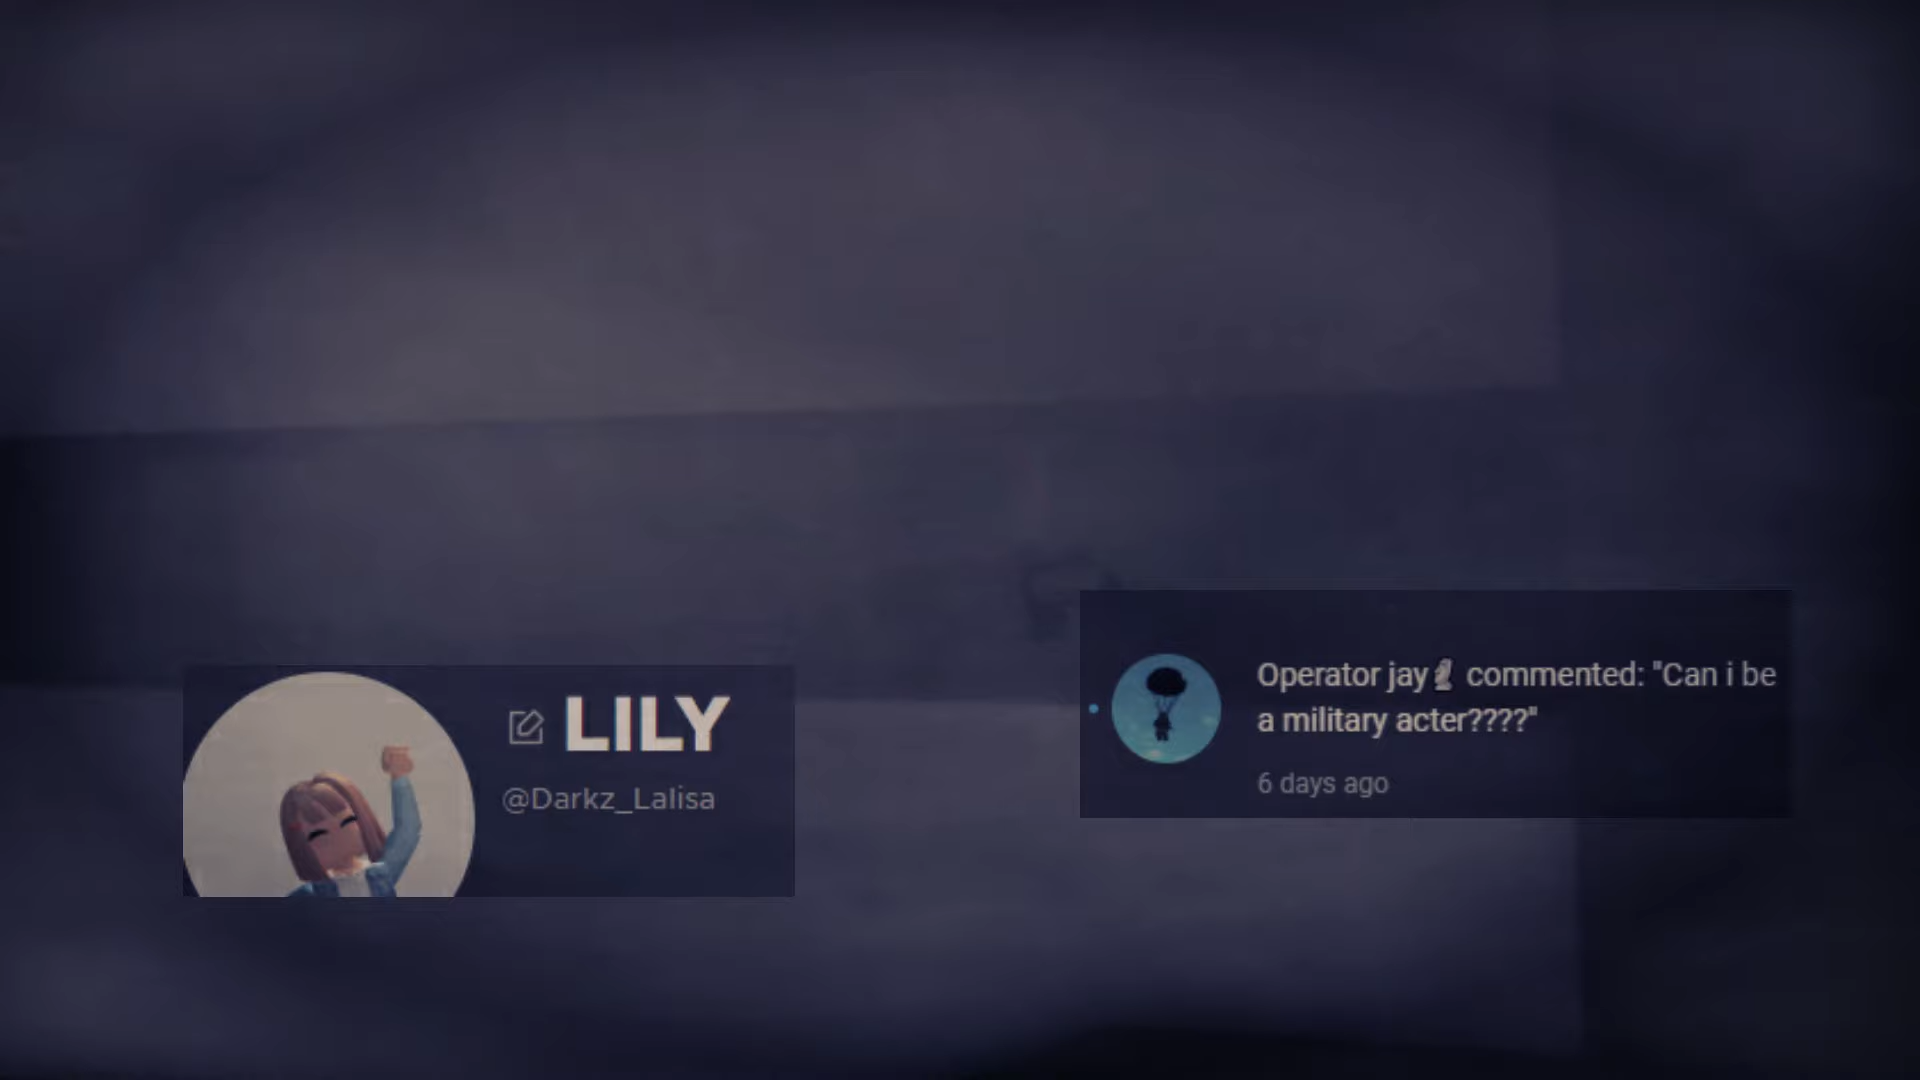 LILY
@Darkz_Lalisa
Operator jay🗿 commented: "Can i be
a military acter????"
6 days ago